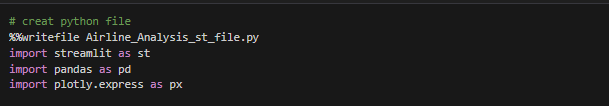 # creat python file
%%writefile Airline_Analysis_st_file.py
import streamlit as st
import pandas as pd
import plotly.express as px